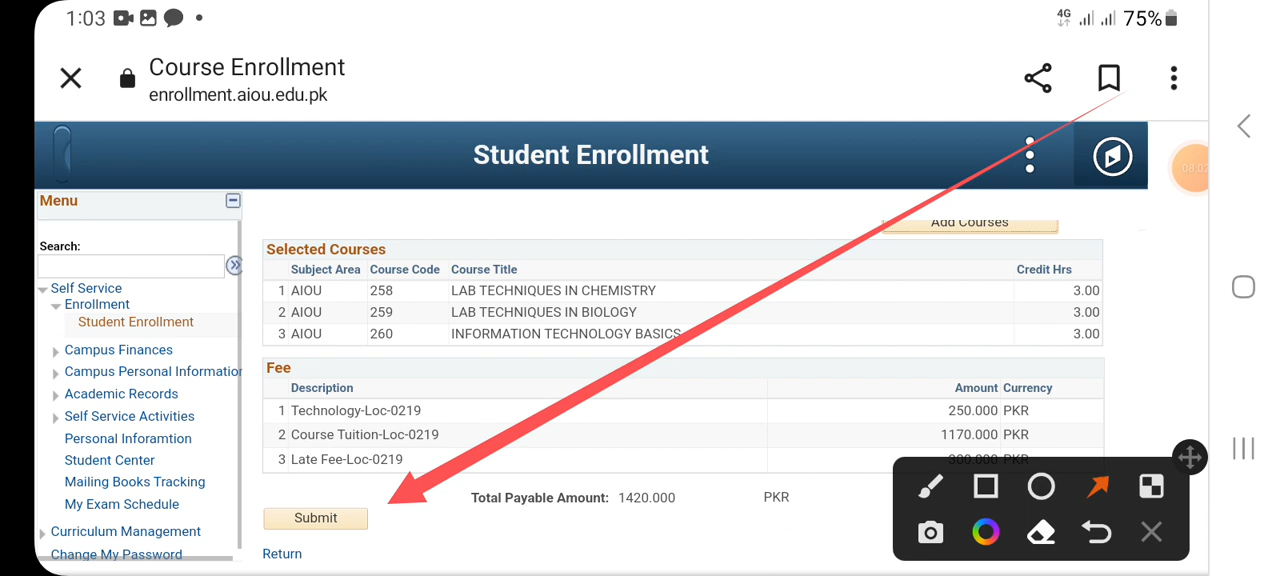 1:03
4G 75%
Course Enrollment
enrollment.aiou.edu.pk
Student Enrollment
08:02
Menu
Search:
Self Service
Enrollment
Student Enrollment
Campus Finances
Campus Personal Information
Academic Records
Self Service Activities
Personal Inforamtion
Student Center
Mailing Books Tracking
My Exam Schedule
Curriculum Management
Change My Password
Add Courses
Selected Courses
Subject Area Course Code Course Title Credit Hrs
1 AIOU 258 LAB TECHNIQUES IN CHEMISTRY 3.00
2 AIOU 259 LAB TECHNIQUES IN BIOLOGY 3.00
3 AIOU 260 INFORMATION TECHNOLOGY BASICS 3.00
Fee
Description Amount Currency
1 Technology-Loc-0219 250.000 PKR
2 Course Tuition-Loc-0219 1170.000 PKR
3 Late Fee-Loc-0219 PKR
Total Payable Amount: 1420.000 PKR
Submit
Return